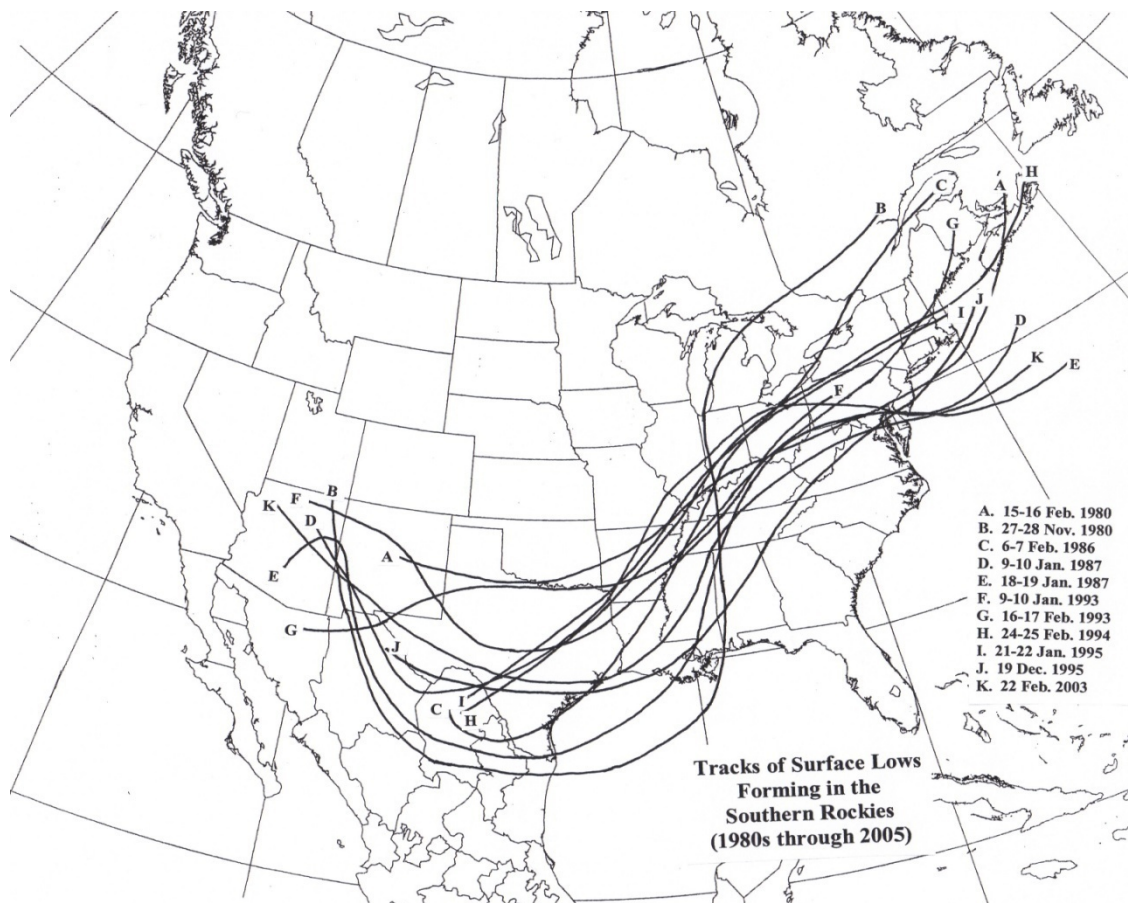 H
A
C
B
G
J
I
D
K
E
F
B
F
K
D
A
E
G
J
I
C
H
A. 15-16 Feb. 1980
B. 27-28 Nov. 1980
C. 6-7 Feb. 1986
D. 9-10 Jan. 1987
E. 18-19 Jan. 1987
F. 9-10 Jan. 1993
G. 16-17 Feb. 1993
H. 24-25 Feb. 1994
I. 21-22 Jan. 1995
J. 19 Dec. 1995
K. 22 Feb. 2003
Tracks of Surface Lows
Forming in the
Southern Rockies
(1980s through 2005)